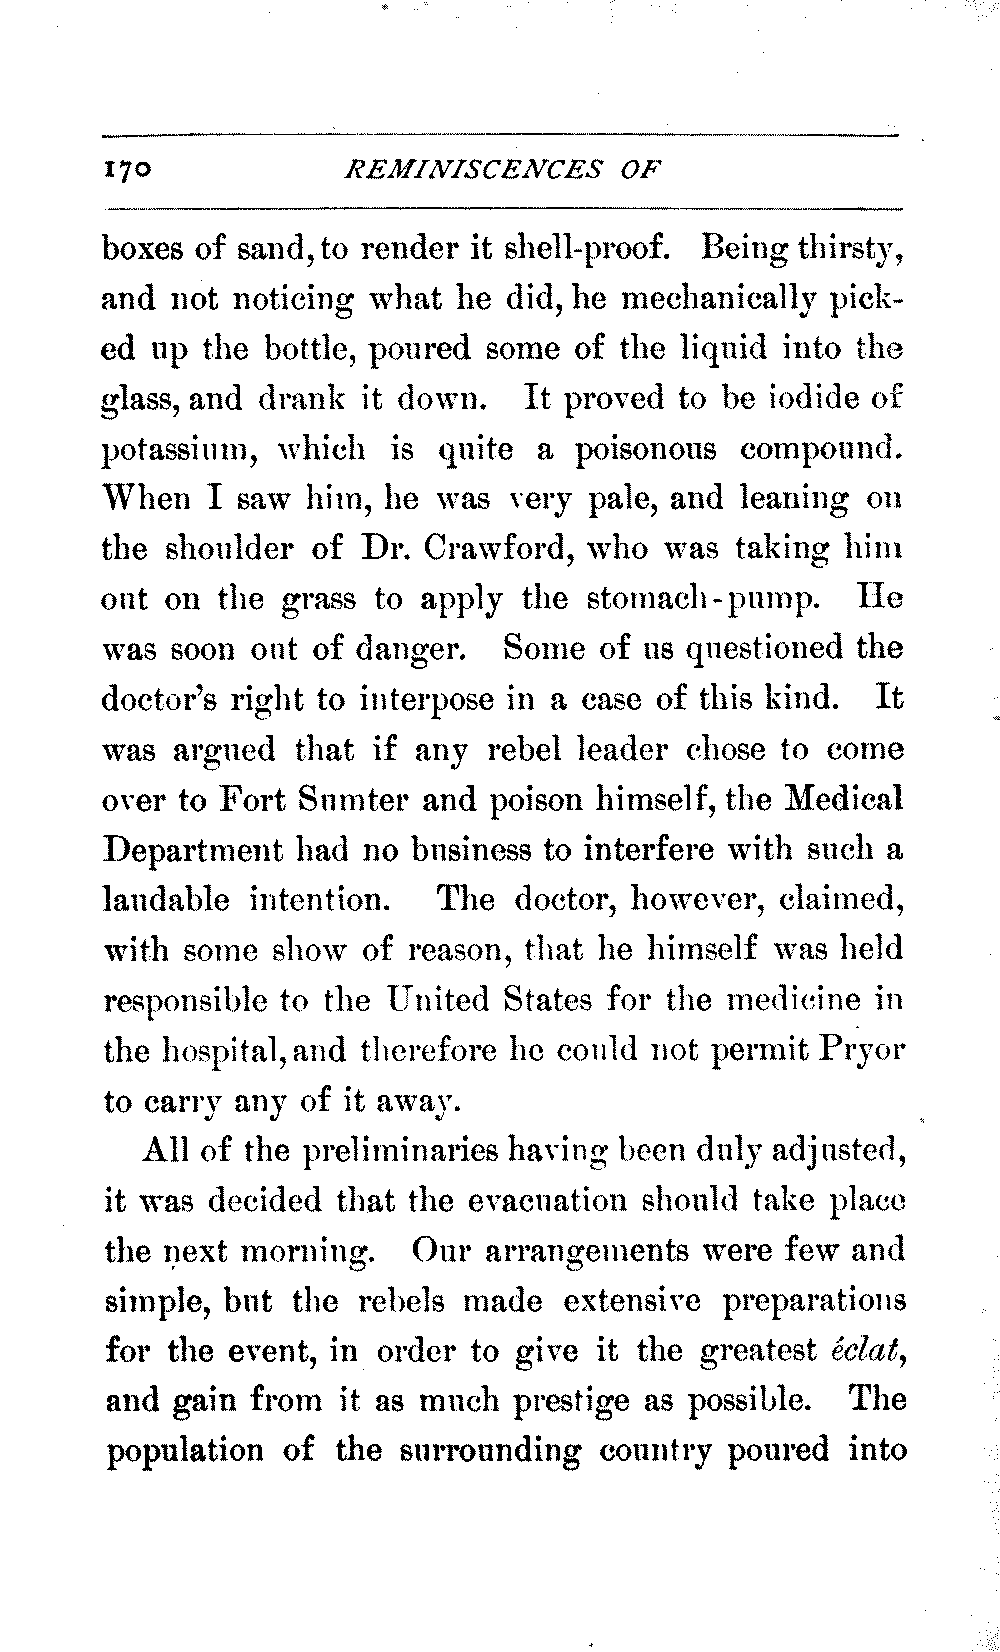 170 REMINISCENCES OF
boxes of sand, to render it shell-proof. Being thirsty,
and not noticing what he did, he mechanically pick-
ed up the bottle, poured some of the liquid into the
glass, and drank it down. It proved to be iodide of
potassium, which is quite a poisonous compound.
When I saw him, he was very pale, and leaning on
the shoulder of Dr. Crawford, who was taking him
out on the grass to apply the stomach-pump. He
was soon out of danger. Some of us questioned the
doctor's right to interpose in a case of this kind. It
was argued that if any rebel leader chose to come
over to Fort Sumter and poison himself, the Medical
Department had no business to interfere with such a
laudable intention. The doctor, however, claimed,
with some show of reason, that he himself was held
responsible to the United States for the medicine in
the hospital, and therefore he could not permit Pryor
to carry any of it away.
All of the preliminaries having been duly adjusted,
it was decided that the evacuation should take place
the next morning. Our arrangements were few and
simple, but the rebels made extensive preparations
for the event, in order to give it the greatest éclat,
and gain from it as much prestige as possible. The
population of the surrounding country poured into